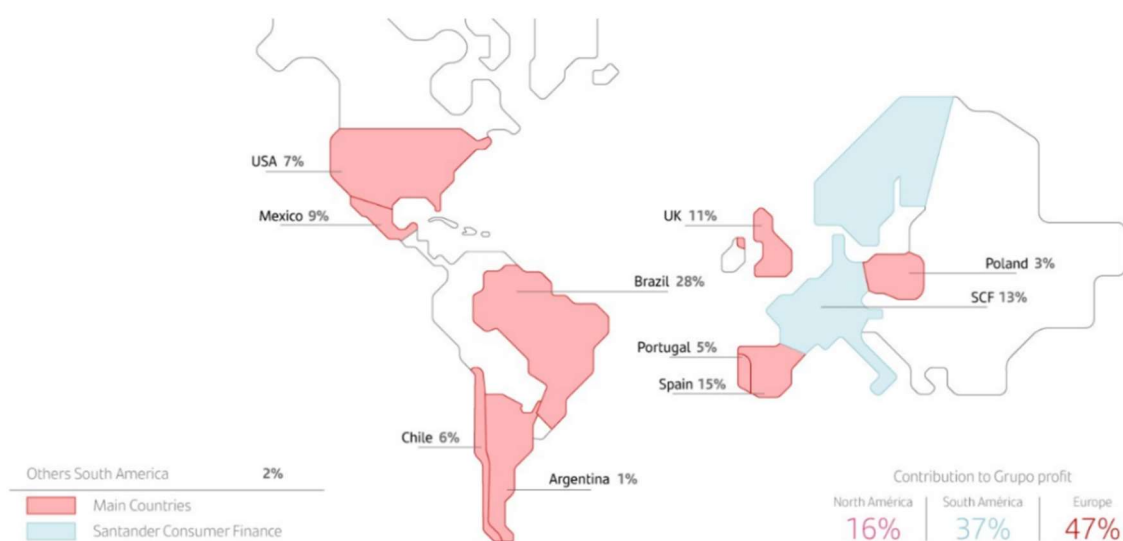 USA 7%
Mexico 9%
UK 11%
Poland 3%
Brazil 28%
SCF 13%
Portugal 5%
Spain 15%
Chile 6%
Argentina 1%
Others South America 2%
Main Countries
Santander Consumer Finance
Contribution to Grupo profit
North América South América Europe
16% 37% 47%